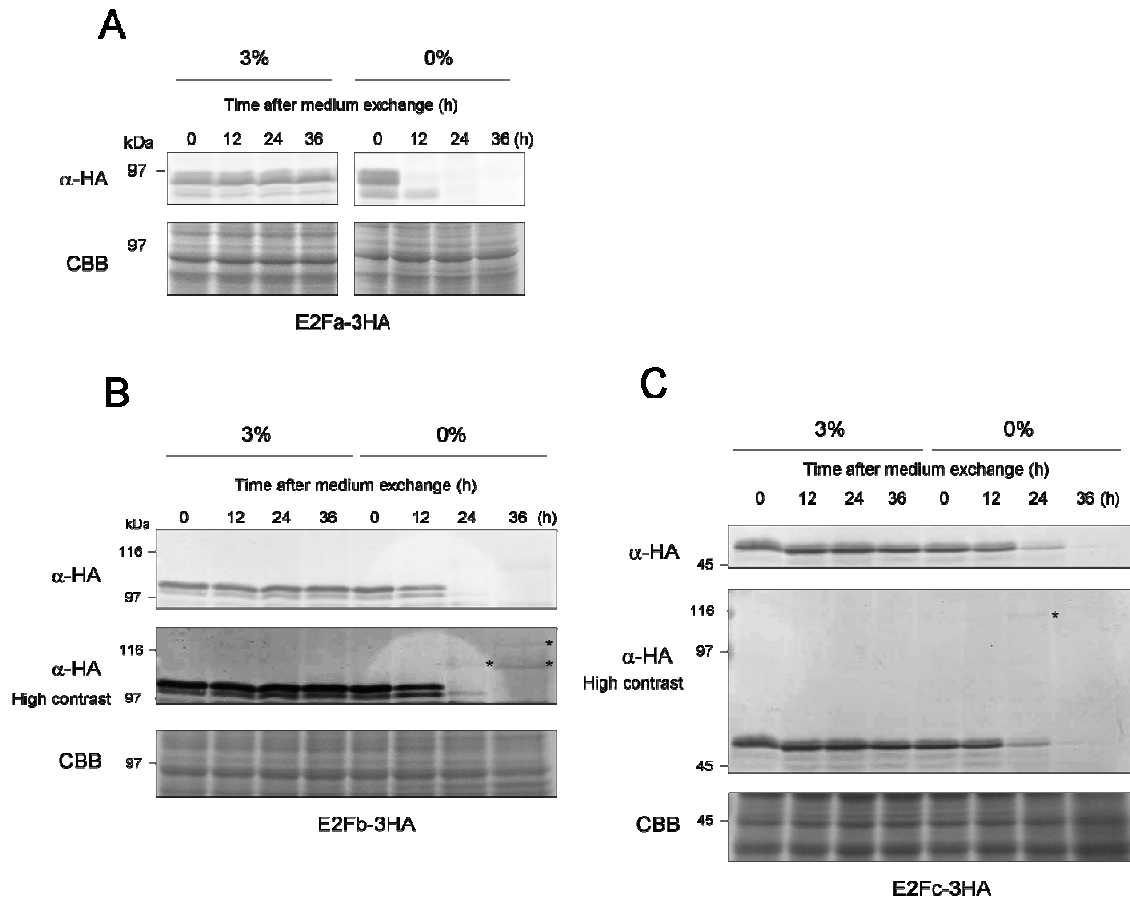 A
3% 0%
Time after medium exchange (h)
kDa 0 12 24 36 0 12 24 36 (h)
97
α-HA
97
CBB
E2Fa-3HA
B
3% 0%
Time after medium exchange (h)
kDa 0 12 24 36 0 12 24 36 (h)
116
α-HA
97
116 *
α-HA * *
High contrast 97
CBB 97
E2Fb-3HA
C
3% 0%
Time after medium exchange (h)
0 12 24 36 0 12 24 36 (h)
α-HA
45
116 *
α-HA 97
High contrast
45
CBB 45
E2Fc-3HA